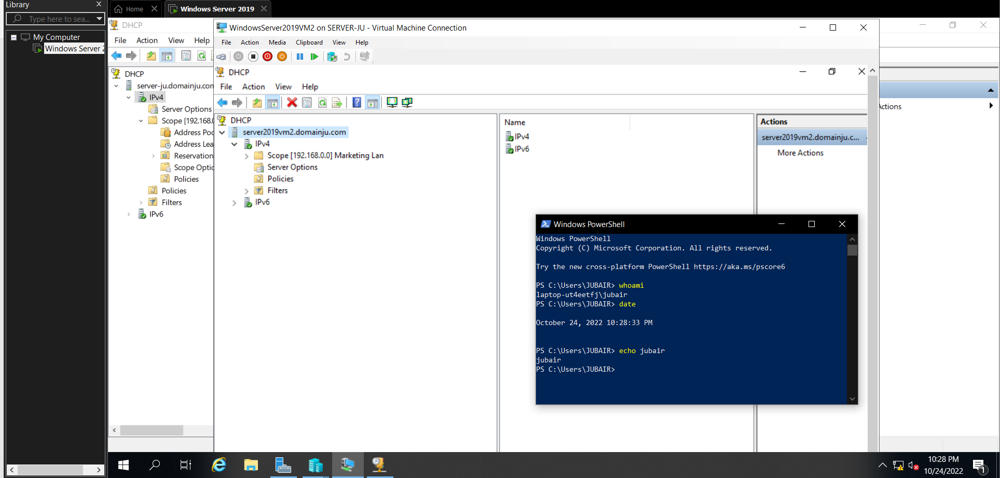 Library
Type here to sea...
My Computer
Windows Server 2
Home
Windows Server 2019
DHCP
File Action View Help
DHCP
server-ju.domainju.com
IPv4
Server Options
Scope [192.168.0
Address Poo
Address Lea
Reservation
Scope Optic
Policies
Policies
Filters
IPv6
WindowsServer2019VM2 on SERVER-JU - Virtual Machine Connection
File Action Media Clipboard View Help
DHCP
File Action View Help
DHCP
server2019vm2.domainju.com
IPv4
Scope [192.168.0.0] Marketing Lan
Server Options
Policies
Filters
IPv6
Name
IPv4
IPv6
Actions
server2019vm2.domainju.c...
More Actions
Actions
Windows PowerShell
Windows PowerShell
Copyright (C) Microsoft Corporation. All rights reserved.
Try the new cross-platform PowerShell https://aka.ms/pscore6
PS C:\Users\JUBAIR> whoami
laptop-ut4eetfj\jubair
PS C:\Users\JUBAIR> date
October 24, 2022 10:28:33 PM
PS C:\Users\JUBAIR> echo jubair
jubair
PS C:\Users\JUBAIR>
10:28 PM
10/24/2022
1